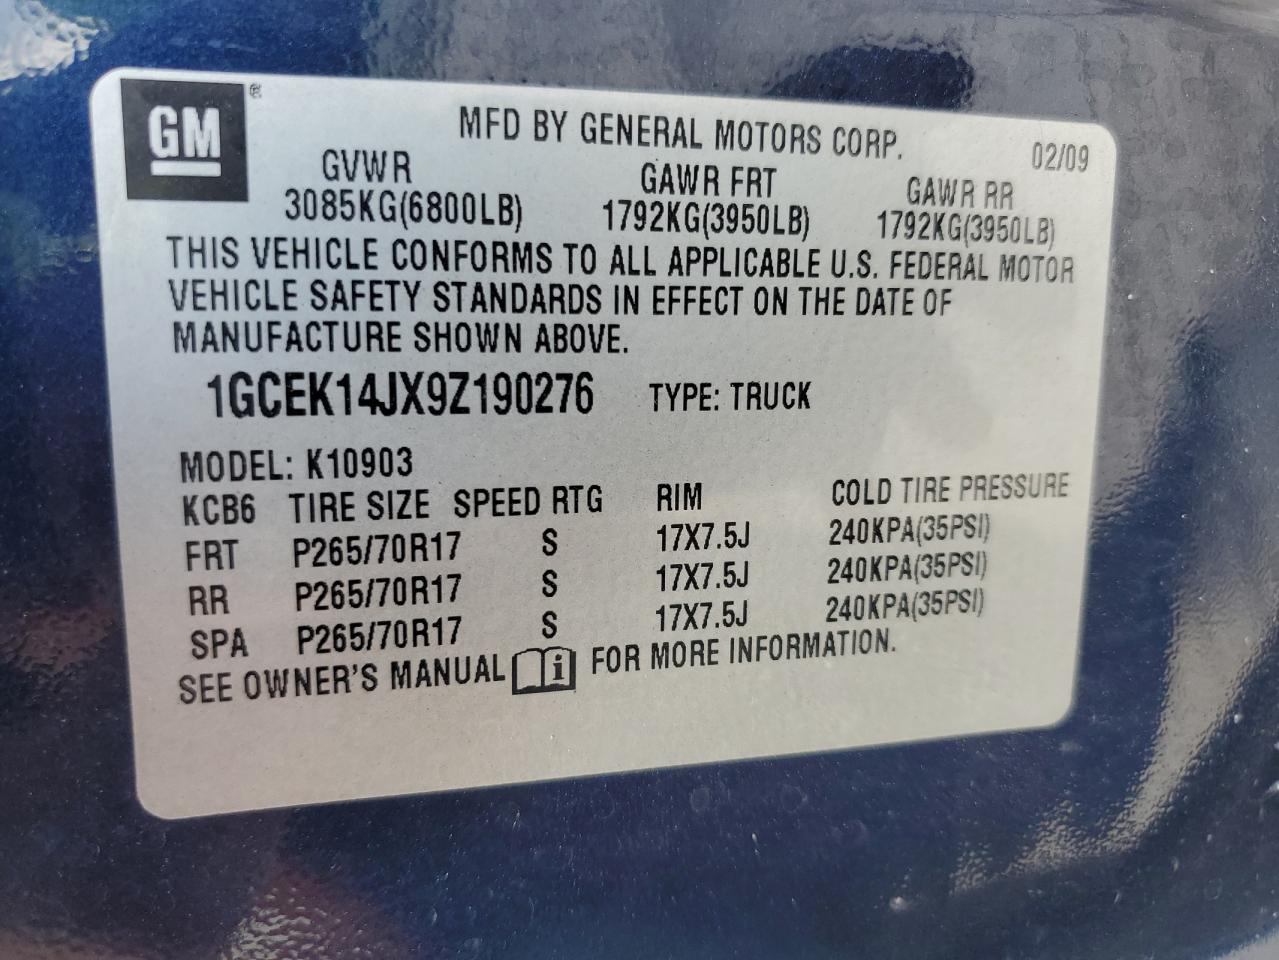 GM®
MFD BY GENERAL MOTORS CORP.
02/09
GVWR GAWR FRT GAWR RR
3085KG(6800LB) 1792KG(3950LB) 1792KG(3950LB)
THIS VEHICLE CONFORMS TO ALL APPLICABLE U.S. FEDERAL MOTOR
VEHICLE SAFETY STANDARDS IN EFFECT ON THE DATE OF
MANUFACTURE SHOWN ABOVE.
1GCEK14JX9Z190276 TYPE: TRUCK
MODEL: K10903
KCB6 TIRE SIZE SPEED RTG RIM COLD TIRE PRESSURE
FRT P265/70R17 S 17X7.5J 240KPA(35PSI)
RR P265/70R17 S 17X7.5J 240KPA(35PSI)
SPA P265/70R17 S 17X7.5J 240KPA(35PSI)
SEE OWNER'S MANUAL i FOR MORE INFORMATION.